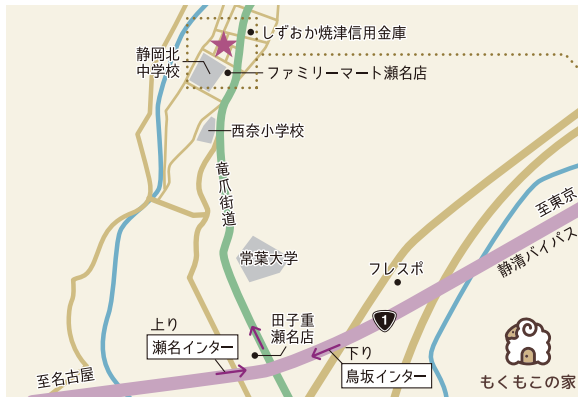 しずおか焼津信用金庫
静岡北
中学校
ファミリーマート瀬名店
西奈小学校
竜爪街道
至東京
静清バイパス
常葉大学
フレスポ
1
上り
田子重
瀬名店
瀬名インター
下り
鳥坂インター
至名古屋
もくもこの家